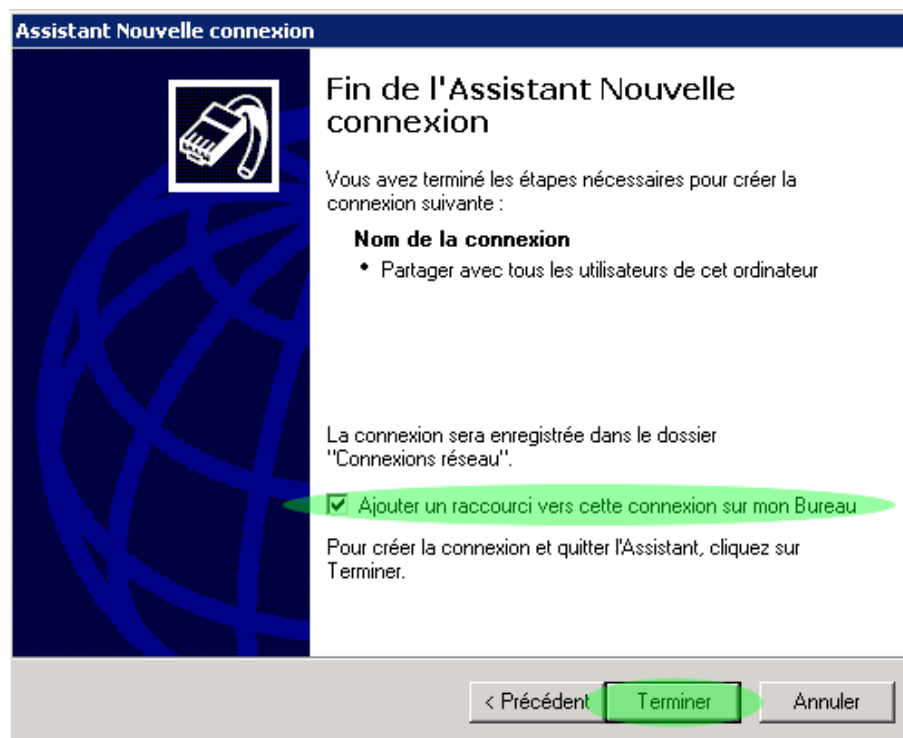 Assistant Nouvelle connexion
Fin de l'Assistant Nouvelle
connexion
Vous avez terminé les étapes nécessaires pour créer la
connexion suivante :
Nom de la connexion
• Partager avec tous les utilisateurs de cet ordinateur
La connexion sera enregistrée dans le dossier
"Connexions réseau".
Ajouter un raccourci vers cette connexion sur mon Bureau
Pour créer la connexion et quitter l'Assistant, cliquez sur
Terminer.
< Précédent
Terminer
Annuler